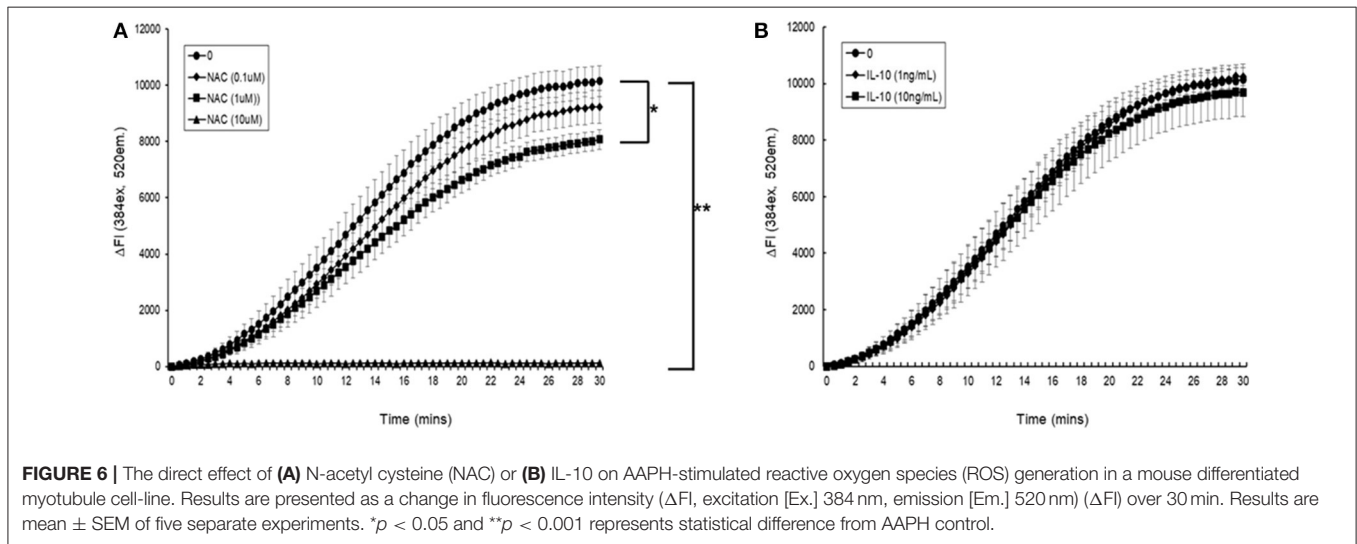 A
12000
10000
8000
6000
4000
2000
0
ΔFI (384ex, 520em.)
0
NAC (0.1uM)
NAC (1uM))
NAC (10uM)
*
**
0 2 4 6 8 10 12 14 16 18 20 22 24 26 28 30
Time (mins)
B
12000
10000
8000
6000
4000
2000
0
ΔFI (384ex, 520em.)
0
IL-10 (1ng/mL)
IL-10 (10ng/mL)
0 2 4 6 8 10 12 14 16 18 20 22 24 26 28 30
Time (mins)
FIGURE 6 | The direct effect of (A) N-acetyl cysteine (NAC) or (B) IL-10 on AAPH-stimulated reactive oxygen species (ROS) generation in a mouse differentiated
myotubule cell-line. Results are presented as a change in fluorescence intensity (ΔFI, excitation [Ex.] 384 nm, emission [Em.] 520 nm) (ΔFI) over 30 min. Results are
mean ± SEM of five separate experiments. *p < 0.05 and **p < 0.001 represents statistical difference from AAPH control.